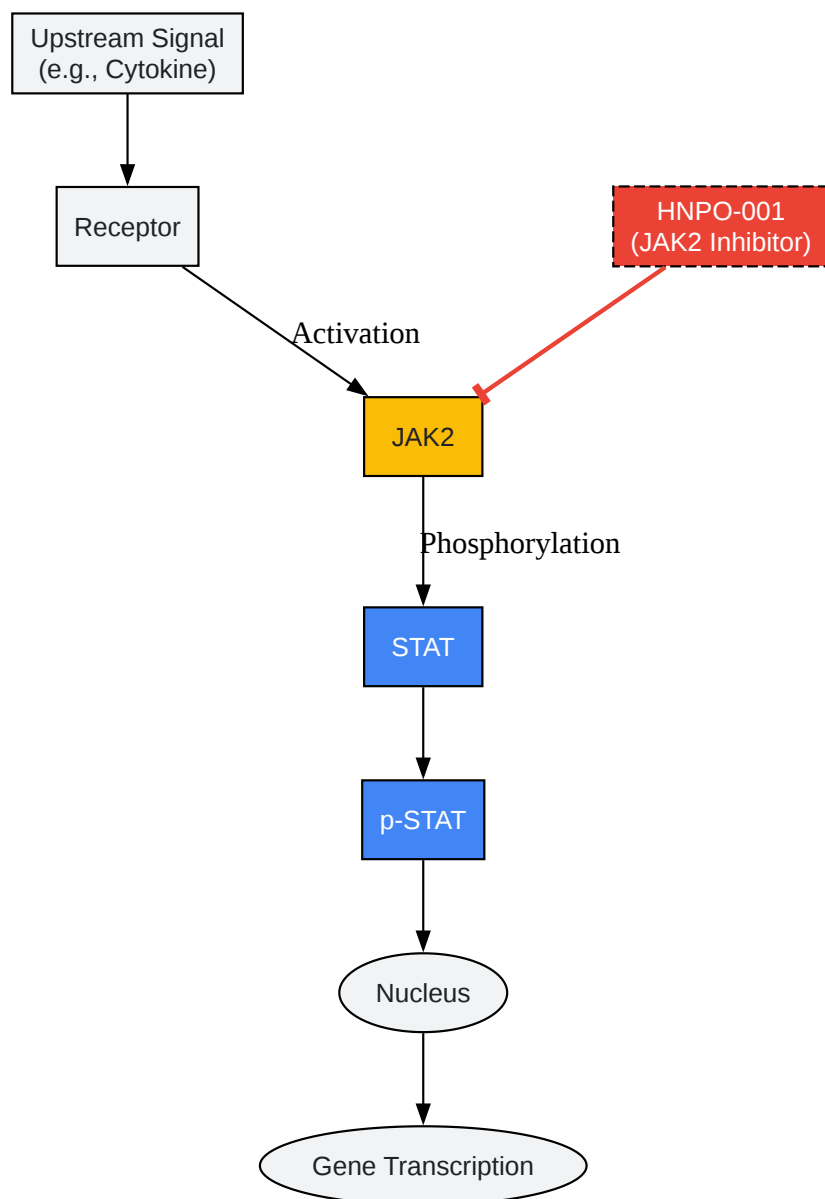 Upstream Signal
(e.g., Cytokine)
Receptor
HNPO-001
(JAK2 Inhibitor)
Activation
JAK2
Phosphorylation
STAT
p-STAT
Nucleus
Gene Transcription